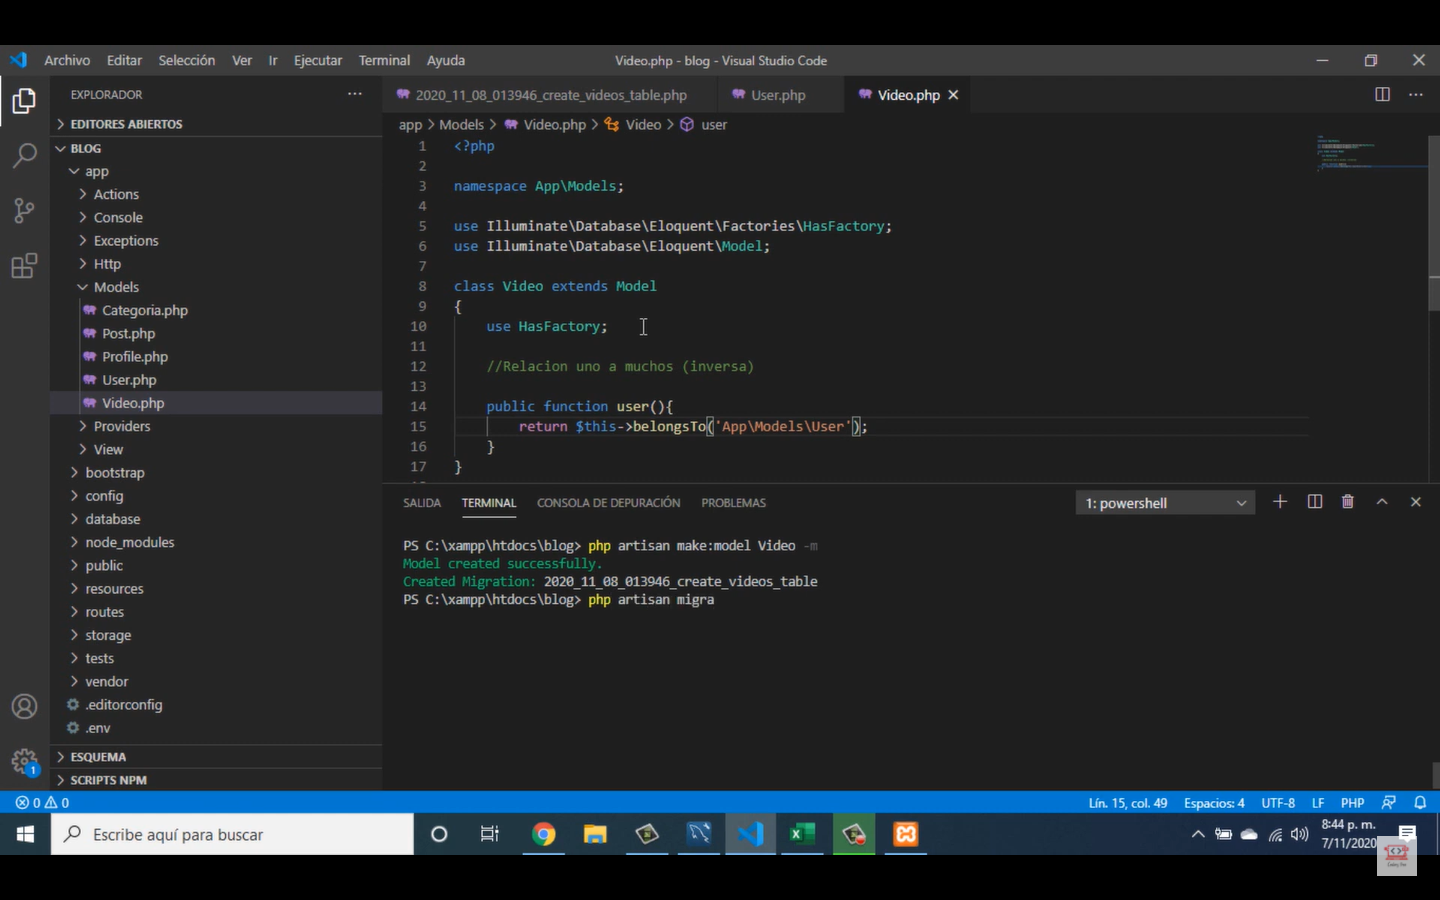 Archivo Editar Selección Ver Ir Ejecutar Terminal Ayuda Video.php - blog - Visual Studio Code
EXPLORADOR
2020_11_08_013946_create_videos_table.php User.php Video.php
EDITORES ABIERTOS
app > Models > Video.php > Video > user
BLOG
app
Actions
Console
Exceptions
Http
Models
Categoria.php
Post.php
Profile.php
User.php
Video.php
Providers
View
bootstrap
config
database
node_modules
public
resources
routes
storage
tests
vendor
.editorconfig
.env
ESQUEMA
SCRIPTS NPM
1 <?php
2
3 namespace App\Models;
4
5 use Illuminate\Database\Eloquent\Factories\HasFactory;
6 use Illuminate\Database\Eloquent\Model;
7
8 class Video extends Model
9 {
10 use HasFactory;
11
12 //Relacion uno a muchos (inversa)
13
14 public function user(){
15 return $this->belongsTo('App\Models\User');
16 }
17 }
SALIDA TERMINAL CONSOLA DE DEPURACIÓN PROBLEMAS 1: powershell
PS C:\xampp\htdocs\blog> php artisan make:model Video -m
Model created successfully.
Created Migration: 2020_11_08_013946_create_videos_table
PS C:\xampp\htdocs\blog> php artisan migra
1
0 0 Lín. 15, col. 49 Espacios: 4 UTF-8 LF PHP
Escribe aquí para buscar
8:44 p. m.
7/11/2020